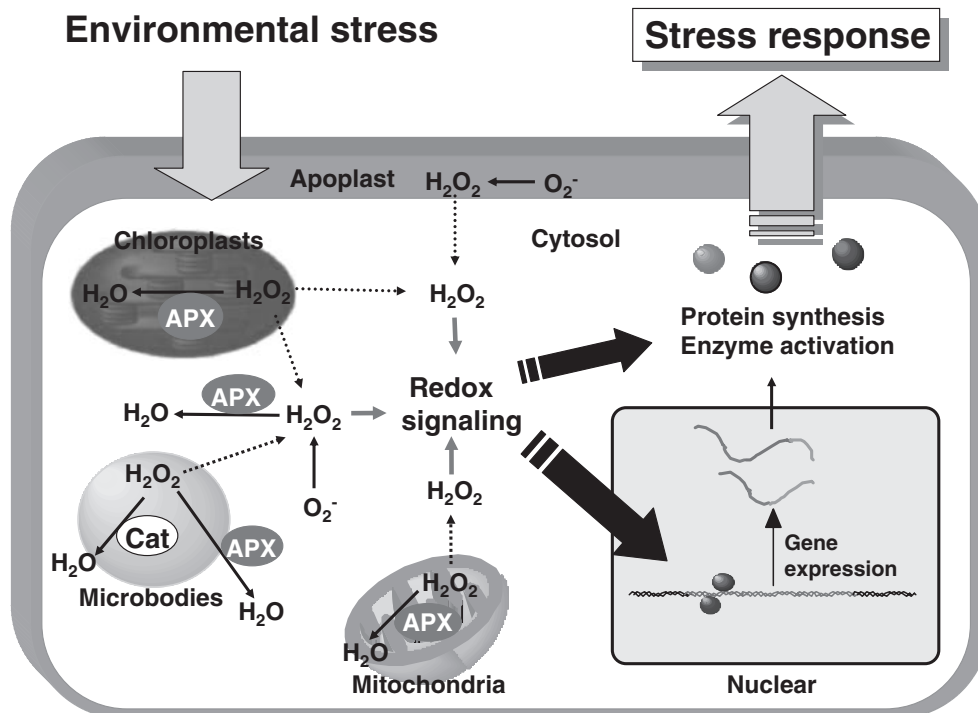 Environmental stress
Stress response
Apoplast H₂O₂ O₂⁻
Chloroplasts
Cytosol
H₂O H₂O₂
APX
H₂O₂
Protein synthesis
Enzyme activation
APX
H₂O H₂O₂
Redox
signaling
H₂O₂
O₂⁻
H₂O₂
Cat
APX
H₂O
Microbodies
H₂O
H₂O₂
APX
H₂O
Mitochondria
Gene
expression
Nuclear